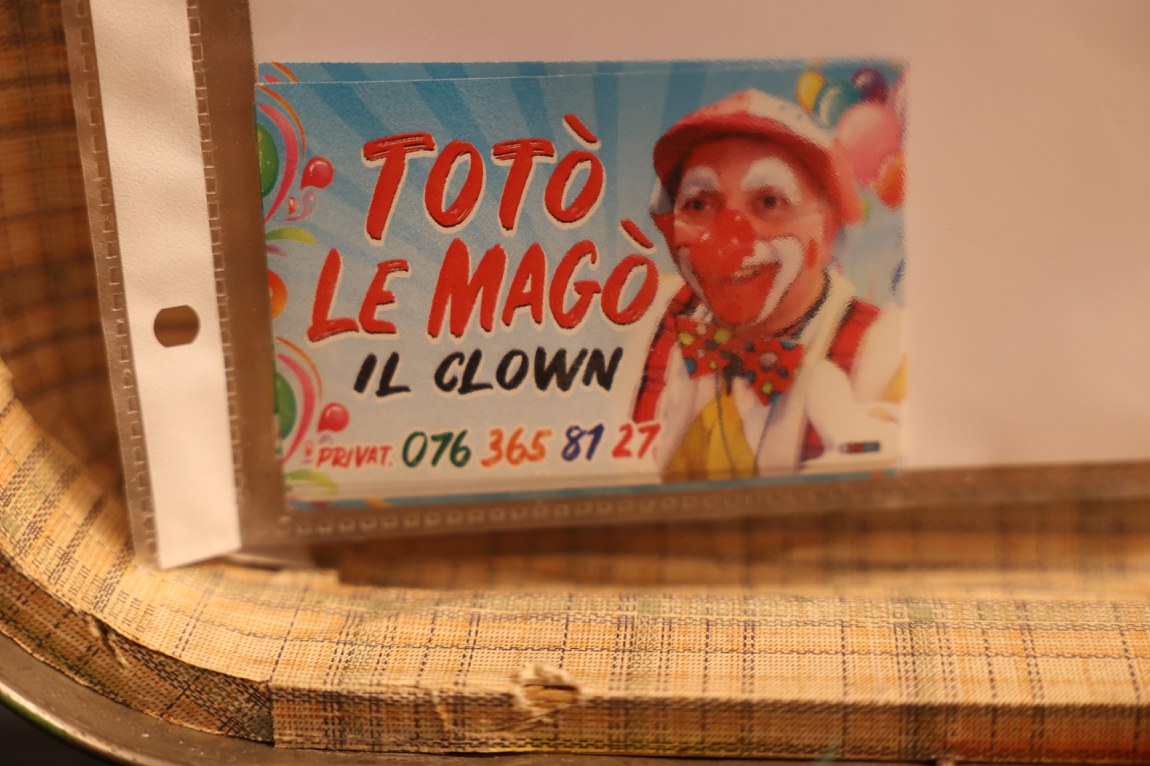 TOTÒ
LE MAGÒ
IL CLOWN
PRIVAT. 076 365 81 27